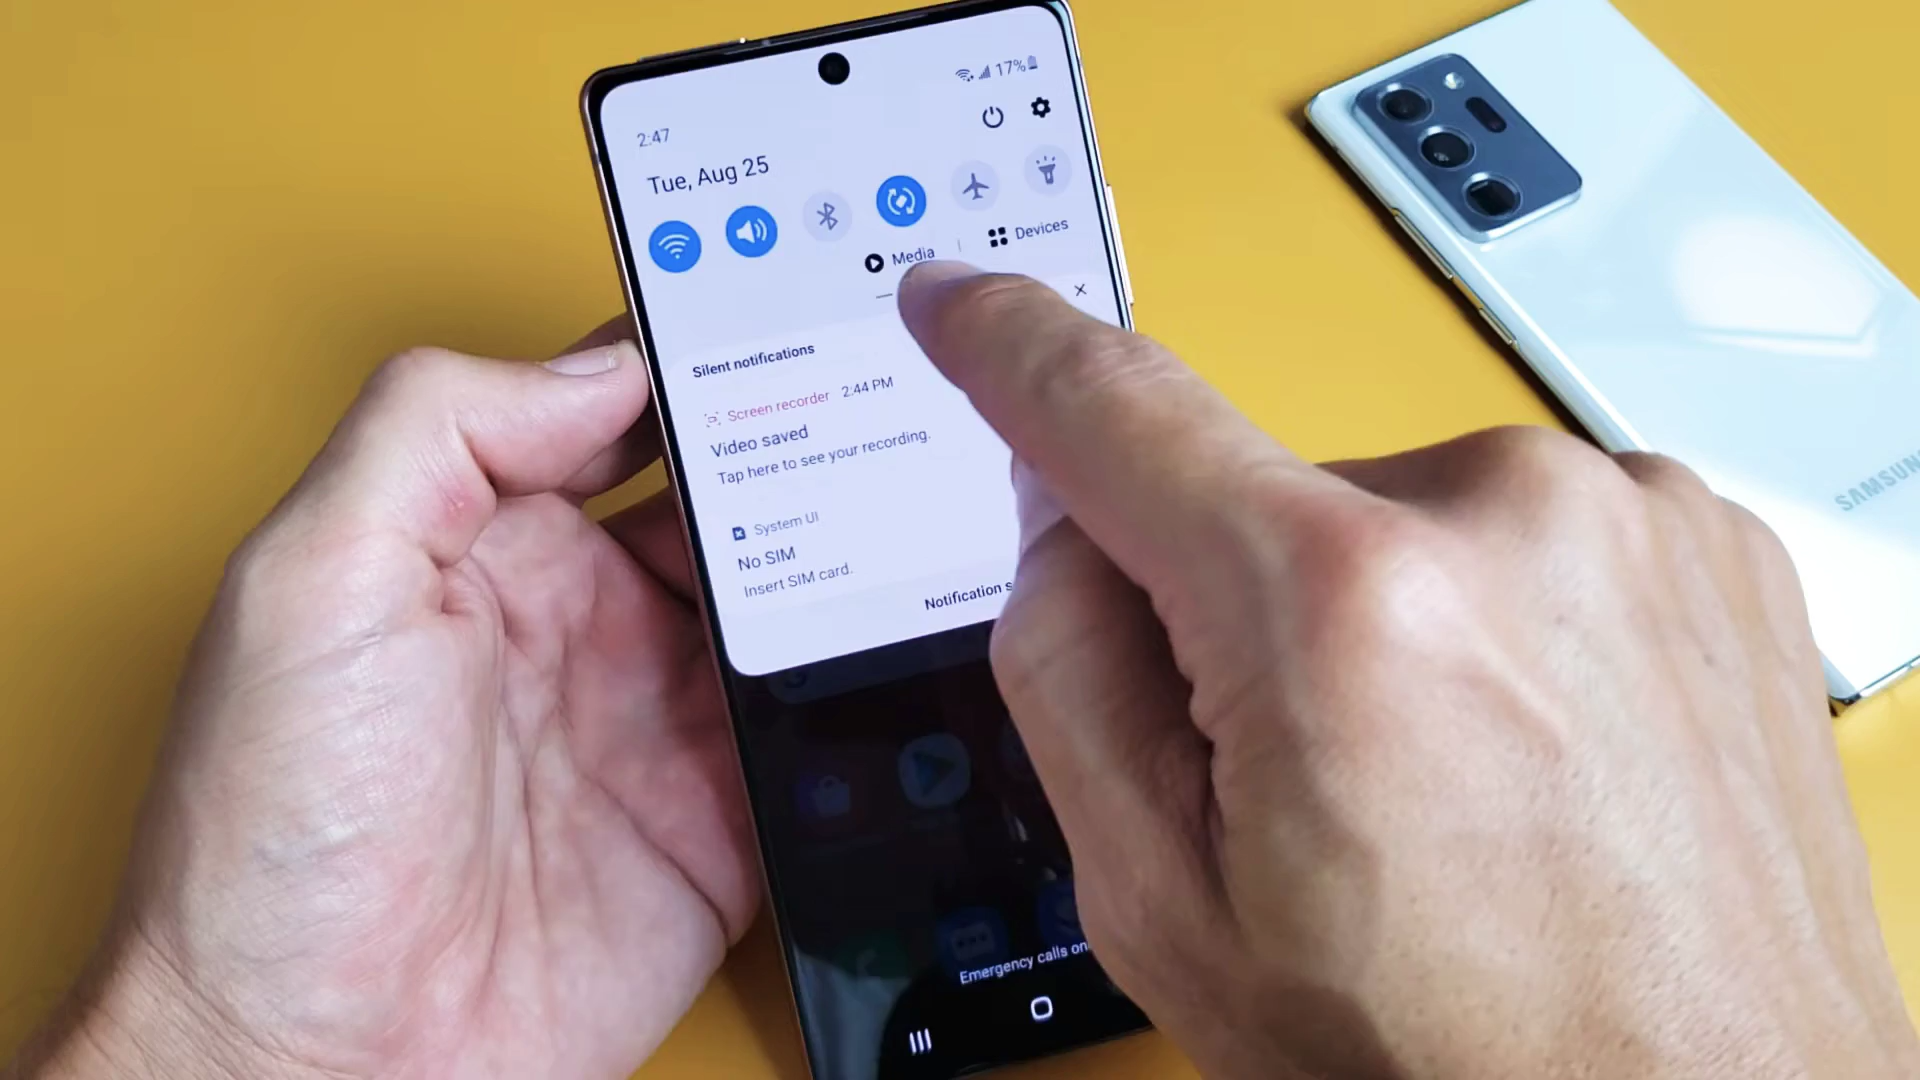 17%
2:47
Tue, Aug 25
Media
Devices
Silent notifications
Screen recorder 2:44 PM
Video saved
Tap here to see your recording.
System UI
No SIM
Insert SIM card.
Notification s
Emergency calls on
SAMSUN